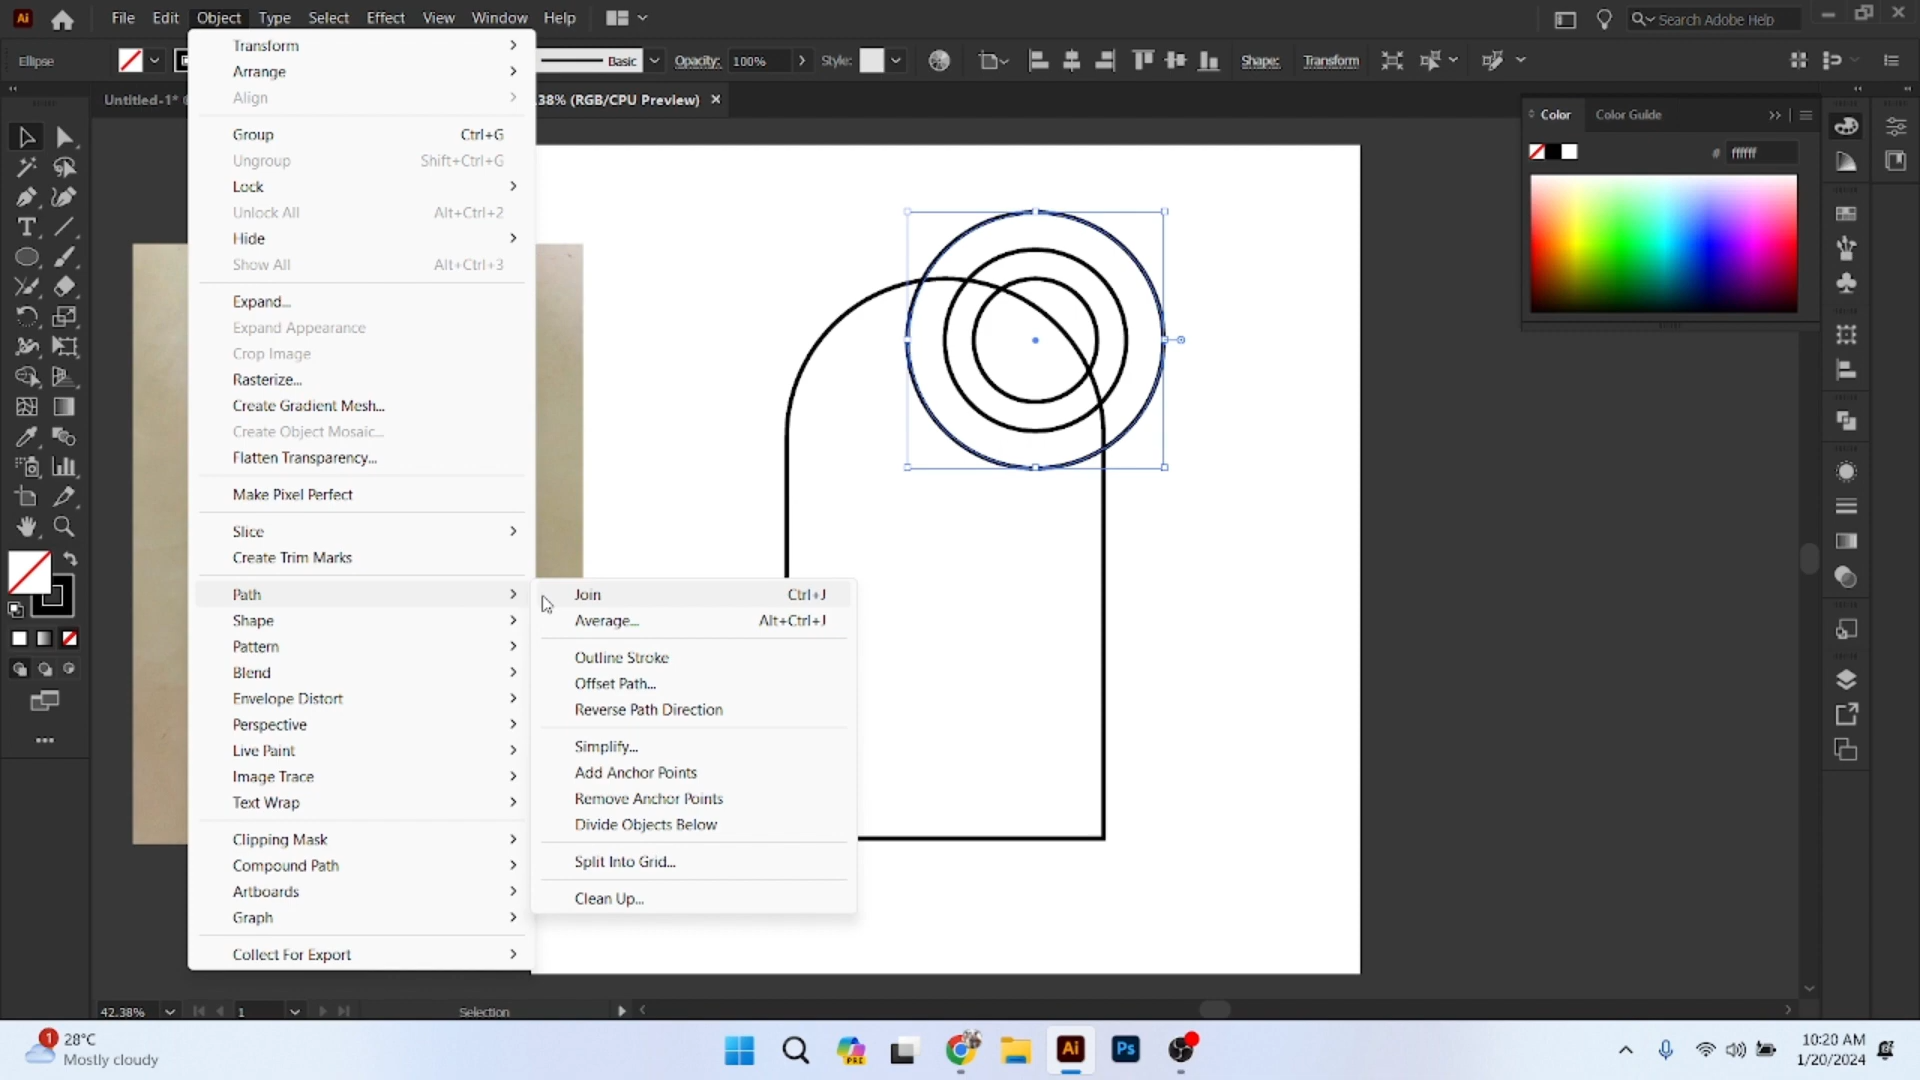 Ai File Edit Object Type Select Effect View Window Help Search Adobe Help
Ellipse Basic Opacity: 100% Style: Shape: Transform
Untitled-1* .38% (RGB/CPU Preview)
Transform
Arrange
Align
Group Ctrl+G
Ungroup Shift+Ctrl+G
Lock
Unlock All Alt+Ctrl+2
Hide
Show All Alt+Ctrl+3
Expand...
Expand Appearance
Crop Image
Rasterize...
Create Gradient Mesh...
Create Object Mosaic...
Flatten Transparency...
Make Pixel Perfect
Slice
Create Trim Marks
Path
Shape
Pattern
Blend
Envelope Distort
Perspective
Live Paint
Image Trace
Text Wrap
Clipping Mask
Compound Path
Artboards
Graph
Collect For Export
Join Ctrl+J
Average... Alt+Ctrl+J
Outline Stroke
Offset Path...
Reverse Path Direction
Simplify...
Add Anchor Points
Remove Anchor Points
Divide Objects Below
Split Into Grid...
Clean Up...
Color Color Guide
# ffffff
42.38% 1 Selection
1 28°C
Mostly cloudy
PRE Ai Ps
10:20 AM
1/20/2024